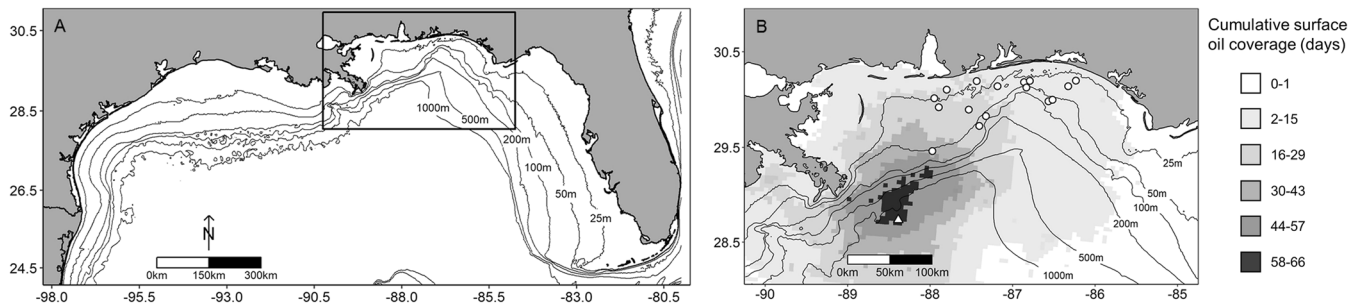 A
30.5
28.5
26.5
24.5
1000m
500m
200m
100m
50m
25m
N
0km 150km 300km
-98.0 -95.5 -93.0 -90.5 -88.0 -85.5 -83.0 -80.5
B
30.5
29.5
28.5
25m
50m
100m
200m
500m
1000m
0km 50km 100km
-90 -89 -88 -87 -86 -85
Cumulative surface
oil coverage (days)
0-1
2-15
16-29
30-43
44-57
58-66